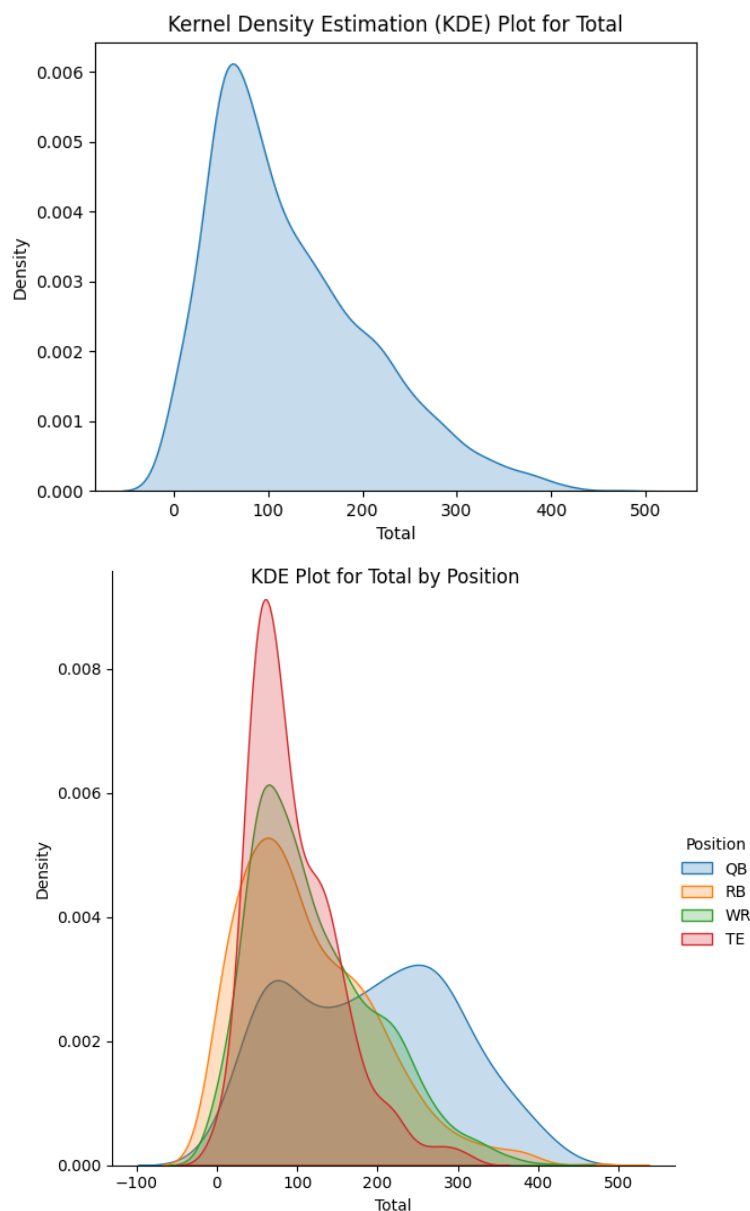 Kernel Density Estimation (KDE) Plot for Total
0.006
0.005
0.004
0.003
0.002
0.001
0.000
Density
0 100 200 300 400 500
Total
KDE Plot for Total by Position
0.008
0.006
0.004
0.002
0.000
Density
Position
QB
RB
WR
TE
−100 0 100 200 300 400 500
Total